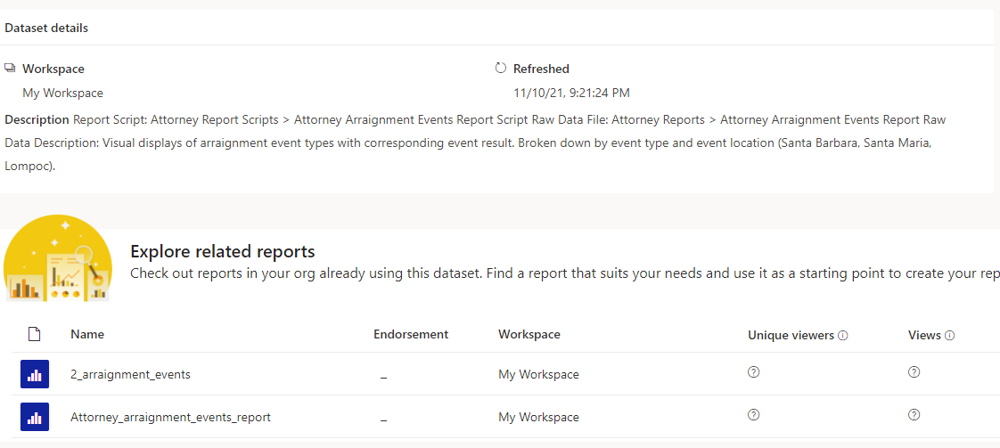 Dataset details
Workspace
Refreshed
My Workspace
11/10/21, 9:21:24 PM
Description Report Script: Attorney Report Scripts > Attorney Arraignment Events Report Script Raw Data File: Attorney Reports > Attorney Arraignment Events Report Raw
Data Description: Visual displays of arraignment event types with corresponding event result. Broken down by event type and event location (Santa Barbara, Santa Maria,
Lompoc).
Explore related reports
Check out reports in your org already using this dataset. Find a report that suits your needs and use it as a starting point to create your rep
Name Endorsement Workspace Unique viewers Views
2_arraignment_events – My Workspace
Attorney_arraignment_events_report – My Workspace